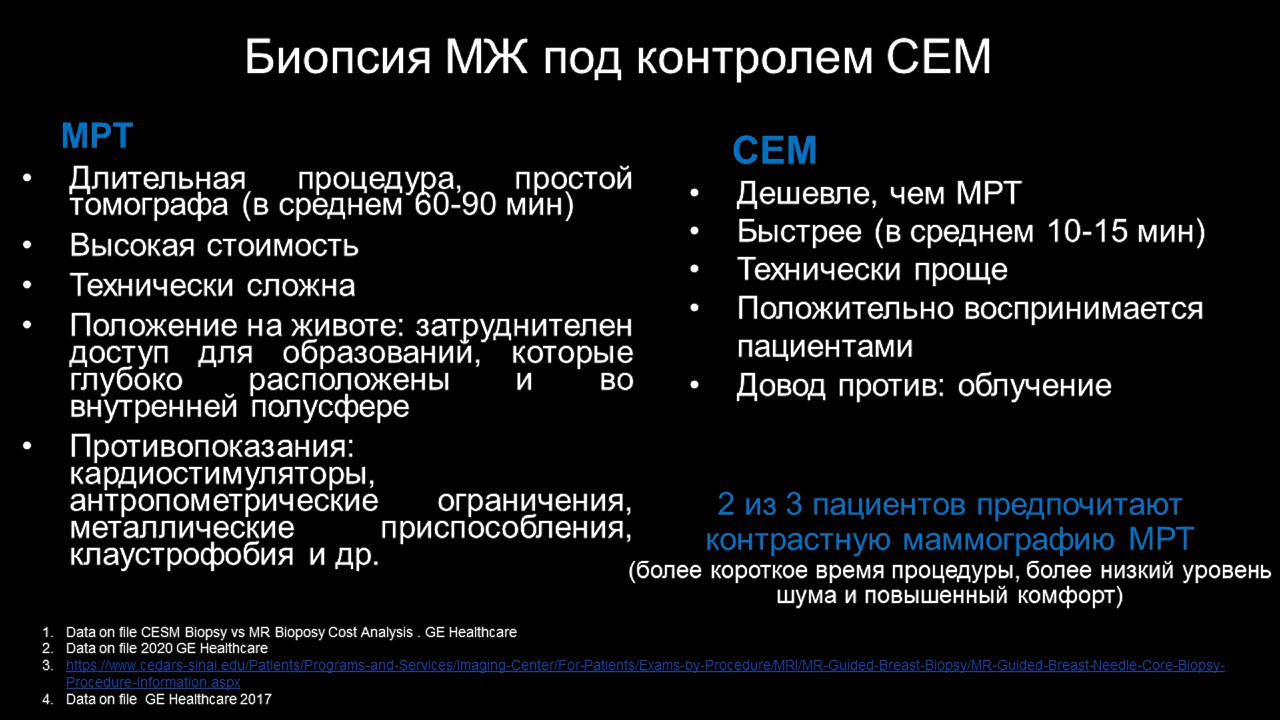 Биопсия МЖ под контролем СЕМ
МРТ
• Длительная процедура, простой
томографа (в среднем 60-90 мин)
• Высокая стоимость
• Технически сложна
• Положение на животе: затруднителен
доступ для образований, которые
глубоко расположены и во
внутренней полусфере
• Противопоказания:
кардиостимуляторы,
антропометрические ограничения,
металлические приспособления,
клаустрофобия и др.
СЕМ
• Дешевле, чем МРТ
• Быстрее (в среднем 10-15 мин)
• Технически проще
• Положительно воспринимается
пациентами
• Довод против: облучение
2 из 3 пациентов предпочитают
контрастную маммографию МРТ
(более короткое время процедуры, более низкий уровень
шума и повышенный комфорт)
1. Data on file CESM Biopsy vs MR Bioposy Cost Analysis . GE Healthcare
2. Data on file 2020 GE Healthcare
3. https://www.cedars-sinai.edu/Patients/Programs-and-Services/Imaging-Center/For-Patients/Exams-by-Procedure/MRI/MR-Guided-Breast-Biopsy/MR-Guided-Breast-Needle-Core-Biopsy-
Procedure-Information.aspx
4. Data on file GE Healthcare 2017